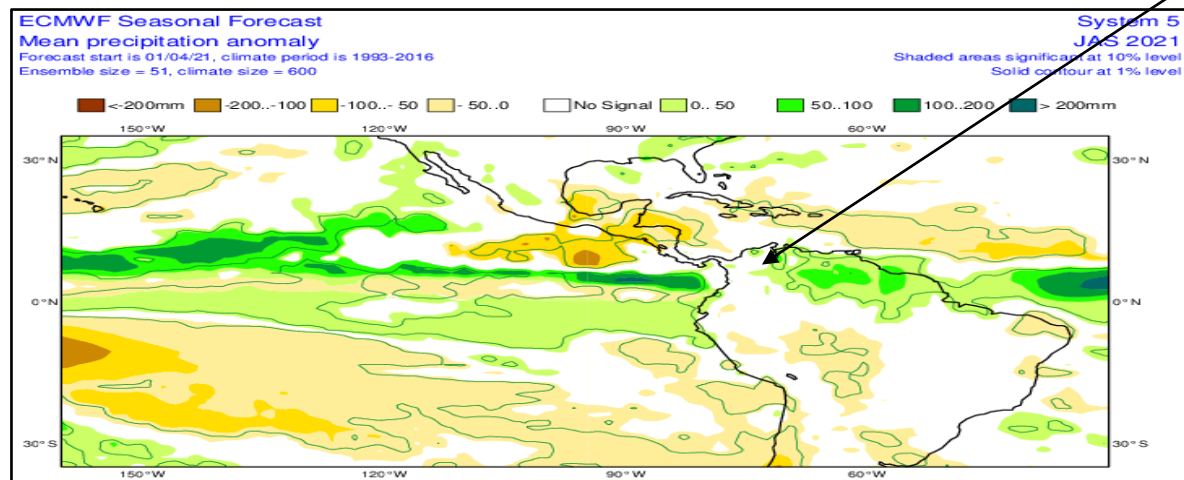 ECMWF Seasonal Forecast System 5
Mean precipitation anomaly JAS 2021
Forecast start is 01/04/21, climate period is 1993-2016 Shaded areas significant at 10% level
Ensemble size = 51, climate size = 600 Solid contour at 1% level
<-200mm -200..-100 -100..- 50 - 50..0 No Signal 0.. 50 50..100 100..200 > 200mm
150°W 120°W 90°W 60°W
30°N 30°N
0°N 0°N
30°S 30°S
150°W 120°W 90°W 60°W